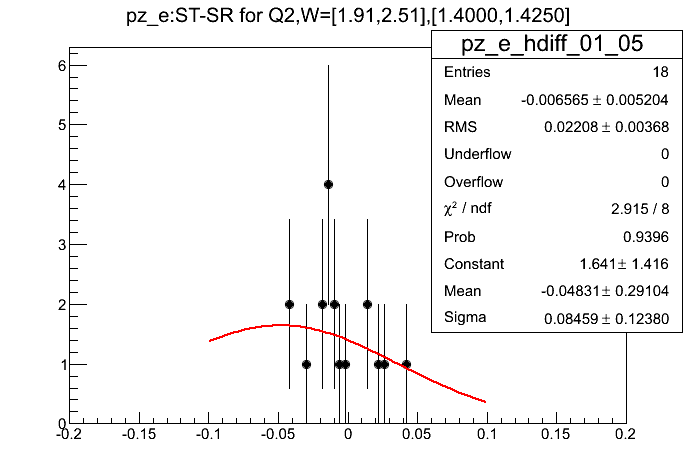 pz_e:ST-SR for Q2,W=[1.91,2.51],[1.4000,1.4250]
pz_e_hdiff_01_05
Entries 18
Mean -0.006565 ± 0.005204
RMS 0.02208 ± 0.00368
Underflow 0
Overflow 0
χ² / ndf 2.915 / 8
Prob 0.9396
Constant 1.641 ± 1.416
Mean -0.04831 ± 0.29104
Sigma 0.08459 ± 0.12380
6
5
4
3
2
1
0
-0.2 -0.15 -0.1 -0.05 0 0.05 0.1 0.15 0.2